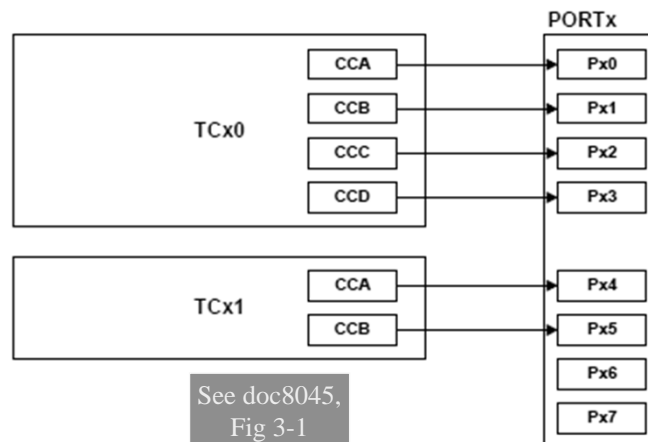 PORTx
CCA
Px0
CCB
Px1
TCx0
CCC
Px2
CCD
Px3
CCA
Px4
TCx1
CCB
Px5
Px6
See doc8045,
Fig 3-1
Px7